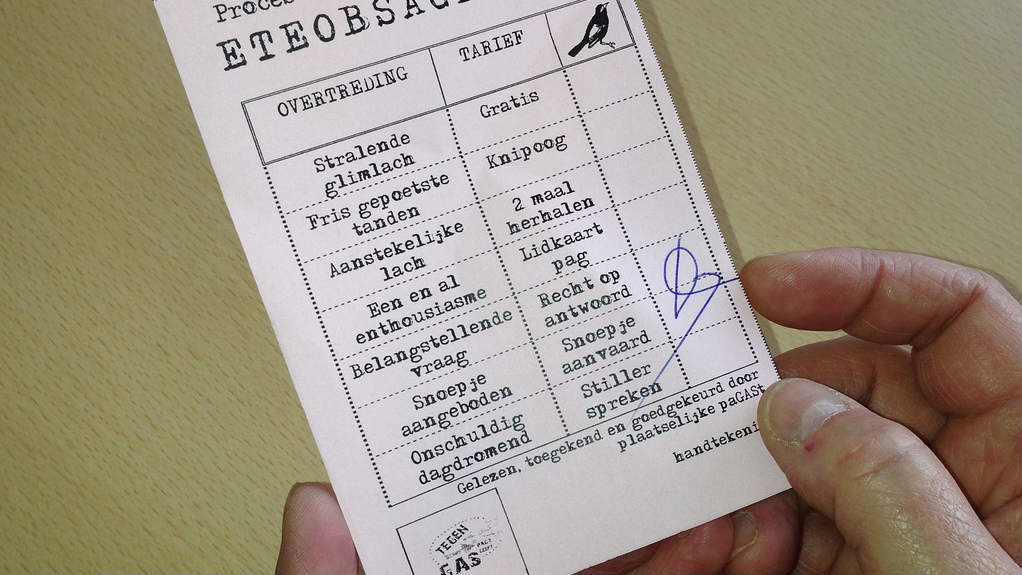 Proces
ETEOBSAC
OVERTREDING TARIEF
Stralende
glimlach
Gratis
Fris gepoetste
tanden
Knipoog
Aanstekelijke
lach
2 maal
herhalen
Een en al
enthousiasme
Lidkaart
pag
Belangstellende
vraag
Recht op
antwoord
Snoepje
aangeboden
Snoepje
aanvaard
Onschuldig
dagdromend
Stiller
spreken
Gelezen, toegekend en goedgekeurd door
plaatselijke paGASt
handtekeni
TEGEN
GAS